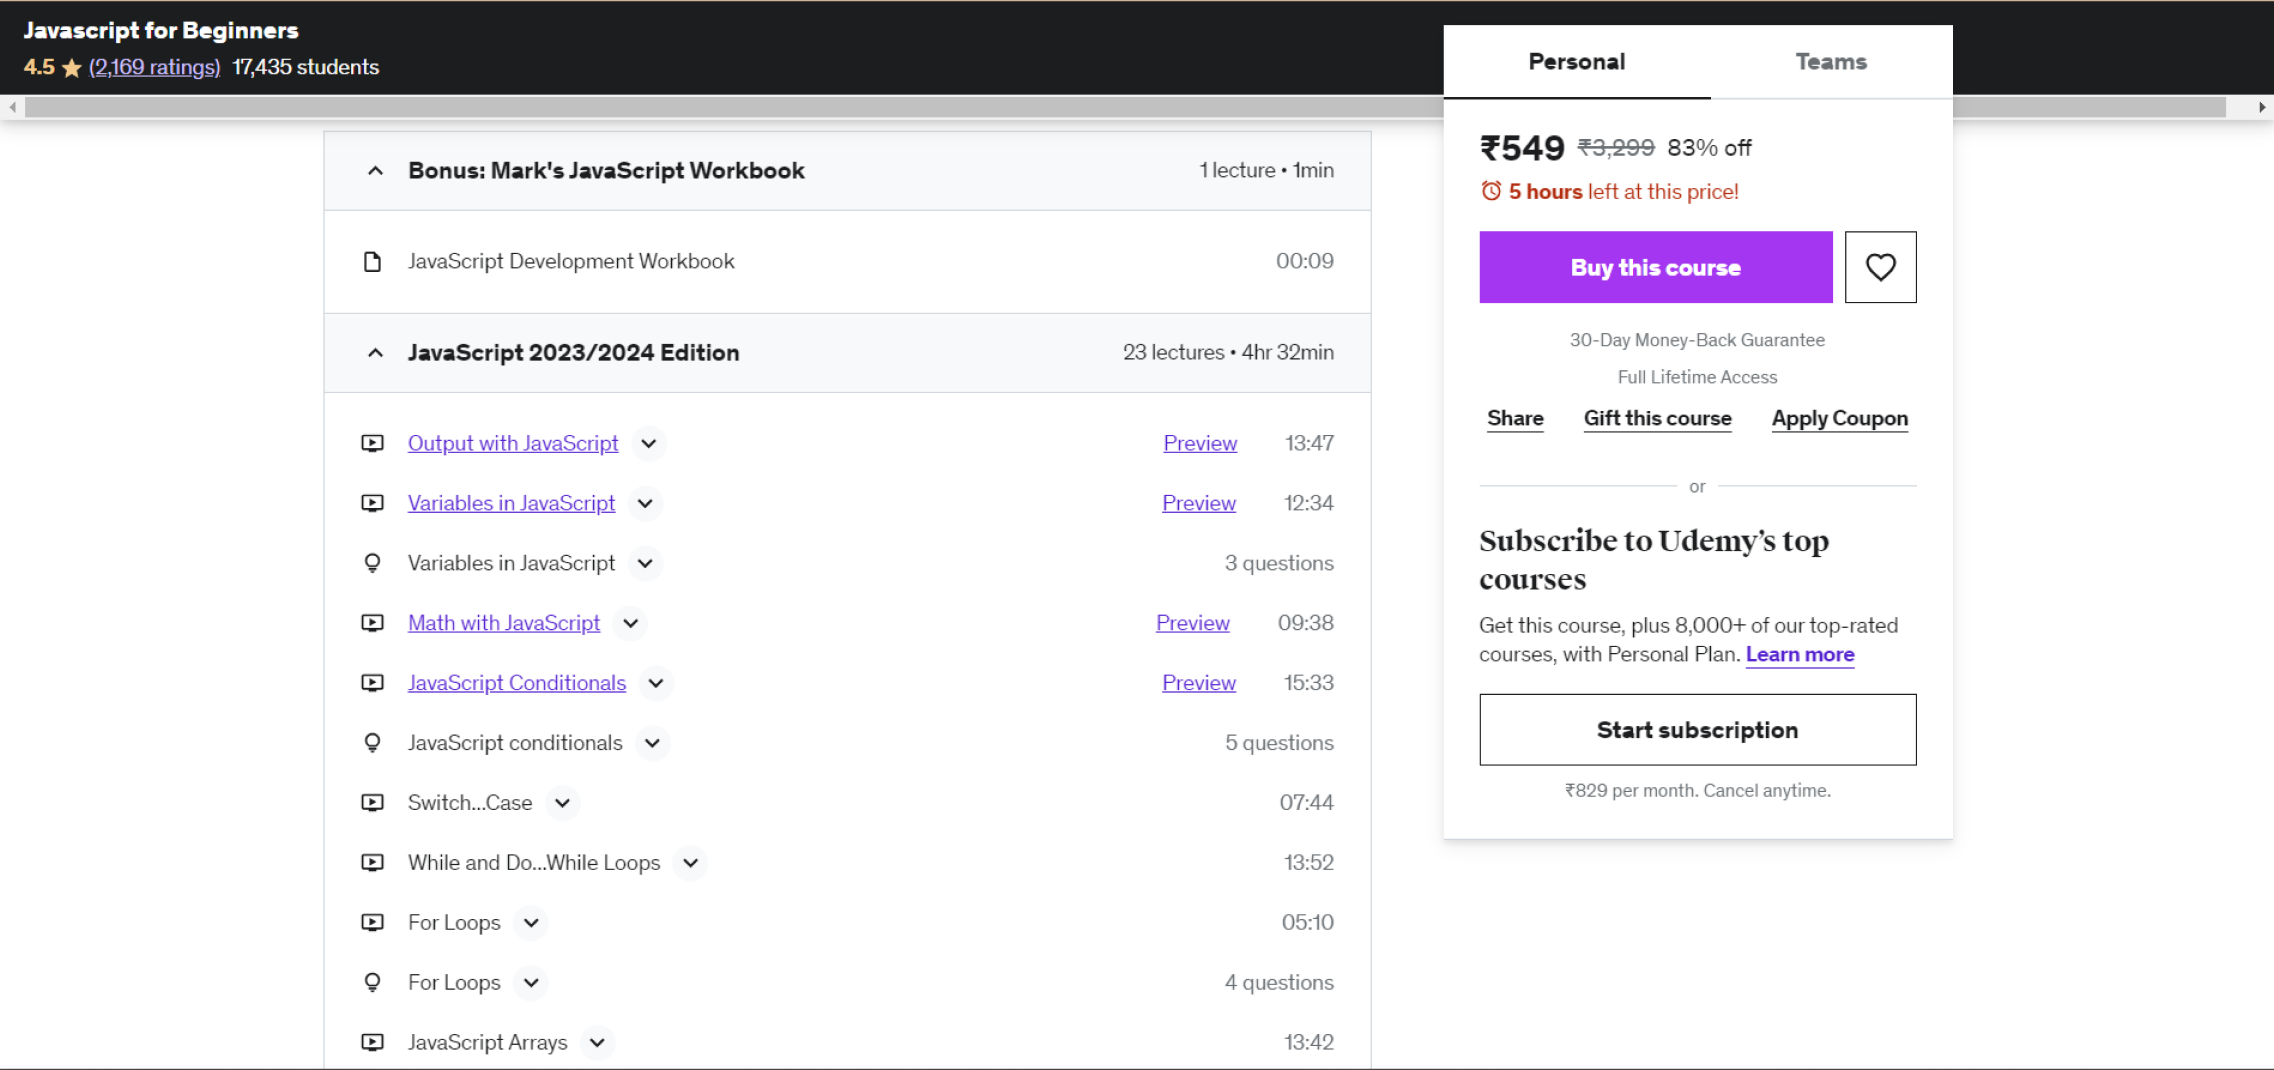 Javascript for Beginners
4.5 (2,169 ratings) 17,435 students
Bonus: Mark's JavaScript Workbook 1 lecture • 1min
JavaScript Development Workbook 00:09
JavaScript 2023/2024 Edition 23 lectures • 4hr 32min
Output with JavaScript Preview 13:47
Variables in JavaScript Preview 12:34
Variables in JavaScript 3 questions
Math with JavaScript Preview 09:38
JavaScript Conditionals Preview 15:33
JavaScript conditionals 5 questions
Switch...Case 07:44
While and Do...While Loops 13:52
For Loops 05:10
For Loops 4 questions
JavaScript Arrays 13:42
Personal Teams
₹549 ₹3,299 83% off
5 hours left at this price!
Buy this course
30-Day Money-Back Guarantee
Full Lifetime Access
Share Gift this course Apply Coupon
or
Subscribe to Udemy’s top
courses
Get this course, plus 8,000+ of our top-rated
courses, with Personal Plan. Learn more
Start subscription
₹829 per month. Cancel anytime.